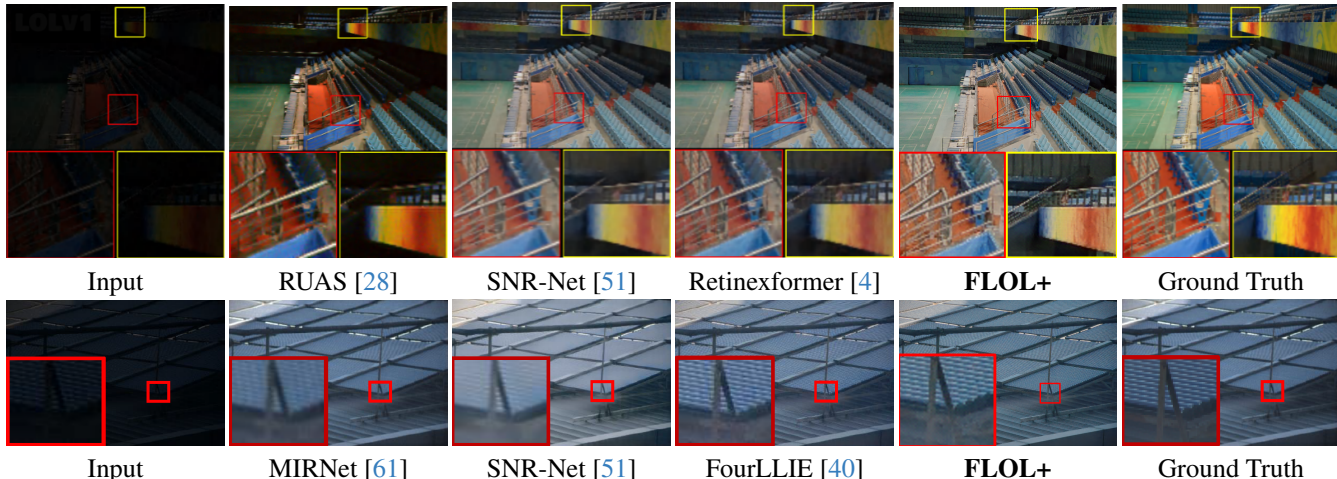 LOLv1
Input RUAS [28] SNR-Net [51] Retinexformer [4] FLOL+ Ground Truth
Input MIRNet [61] SNR-Net [51] FourLLIE [40] FLOL+ Ground Truth